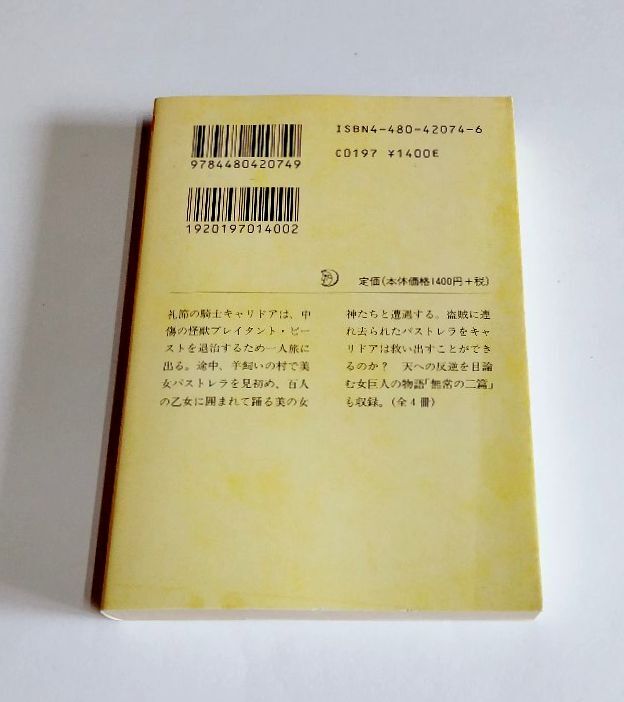 ISBN4-480-42074-6
9784480420749
C0197 ¥1400E
1920197014002
定価(本体価格1400円+税)
礼節の騎士キャリドアは、中
傷の怪獣ブレイタント・ビー
ストを退治するため一人旅に
出る。途中、羊飼いの村で美
女パストレラを見初め、百人
の乙女に囲まれて踊る美の女
神たちと遭遇する。盗賊に連
れ去られたパストレラをキャ
リドアは救い出すことができ
るのか？ 天への反逆を目論
む女巨人の物語「無常の二篇」
も収録。(全4冊)